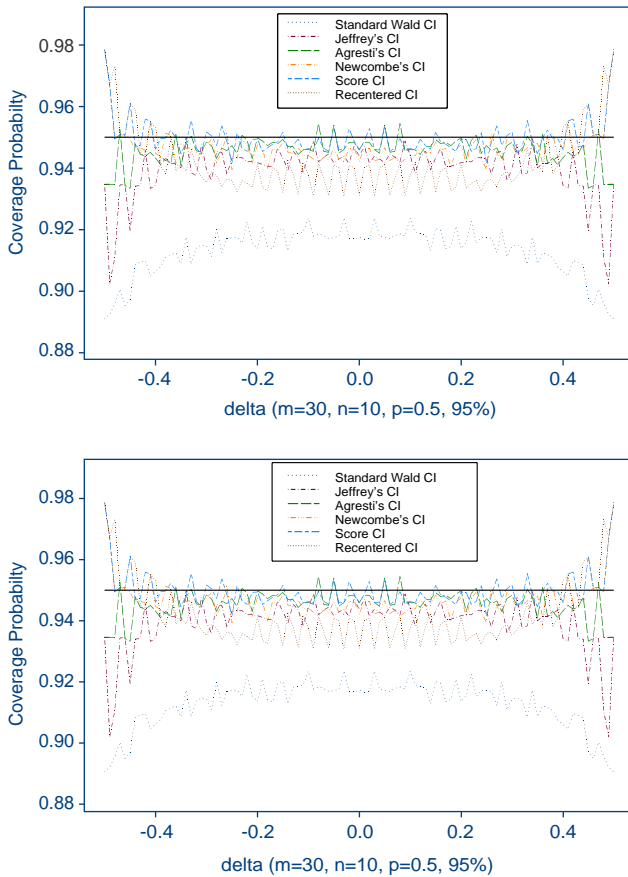 Standard Wald CI
Jeffrey's CI
Agresti's CI
Newcombe's CI
Score CI
Recentered CI
0.98
0.96
0.94
0.92
0.90
0.88
Coverage Probabilty
-0.4
-0.2
0.0
0.2
0.4
delta (m=30, n=10, p=0.5, 95%)
Standard Wald CI
Jeffrey's CI
Agresti's CI
Newcombe's CI
Score CI
Recentered CI
0.98
0.96
0.94
0.92
0.90
0.88
Coverage Probabilty
-0.4
-0.2
0.0
0.2
0.4
delta (m=30, n=10, p=0.5, 95%)